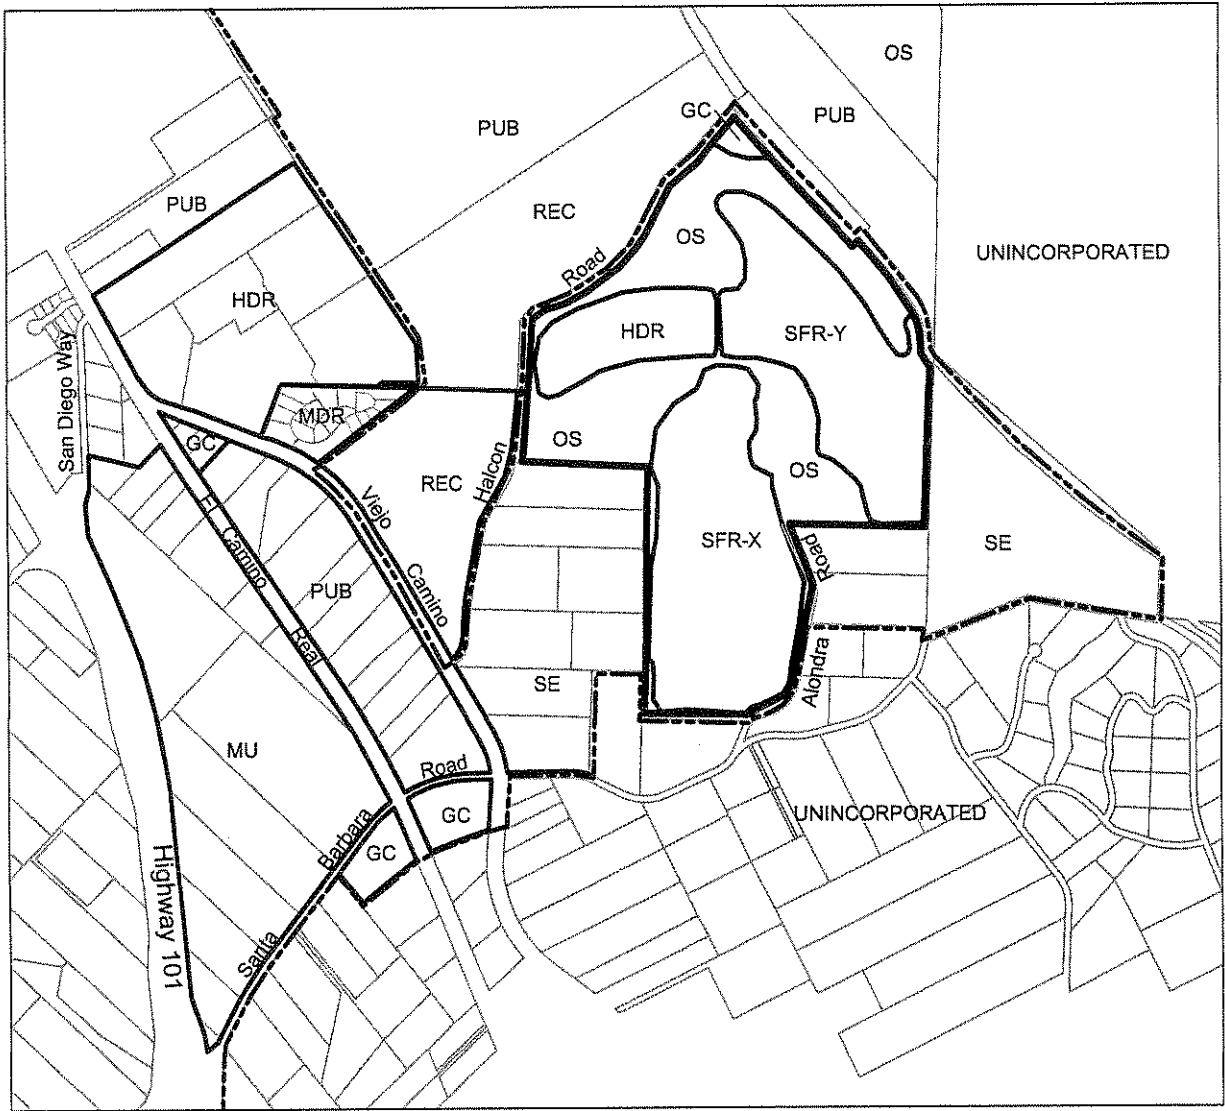 OS
GC
PUB
PUB
PUB
REC
OS
UNINCORPORATED
Road
HDR
HDR
SFR-Y
San Diego Way
MDR
GC
OS
OS
REC
Halcon
Viejo
Camino
El Camino Real
SFR-X
Road
Alondra
SE
PUB
SE
MU
Road
GC
UNINCORPORATED
Santa Barbara
GC
Highway 101